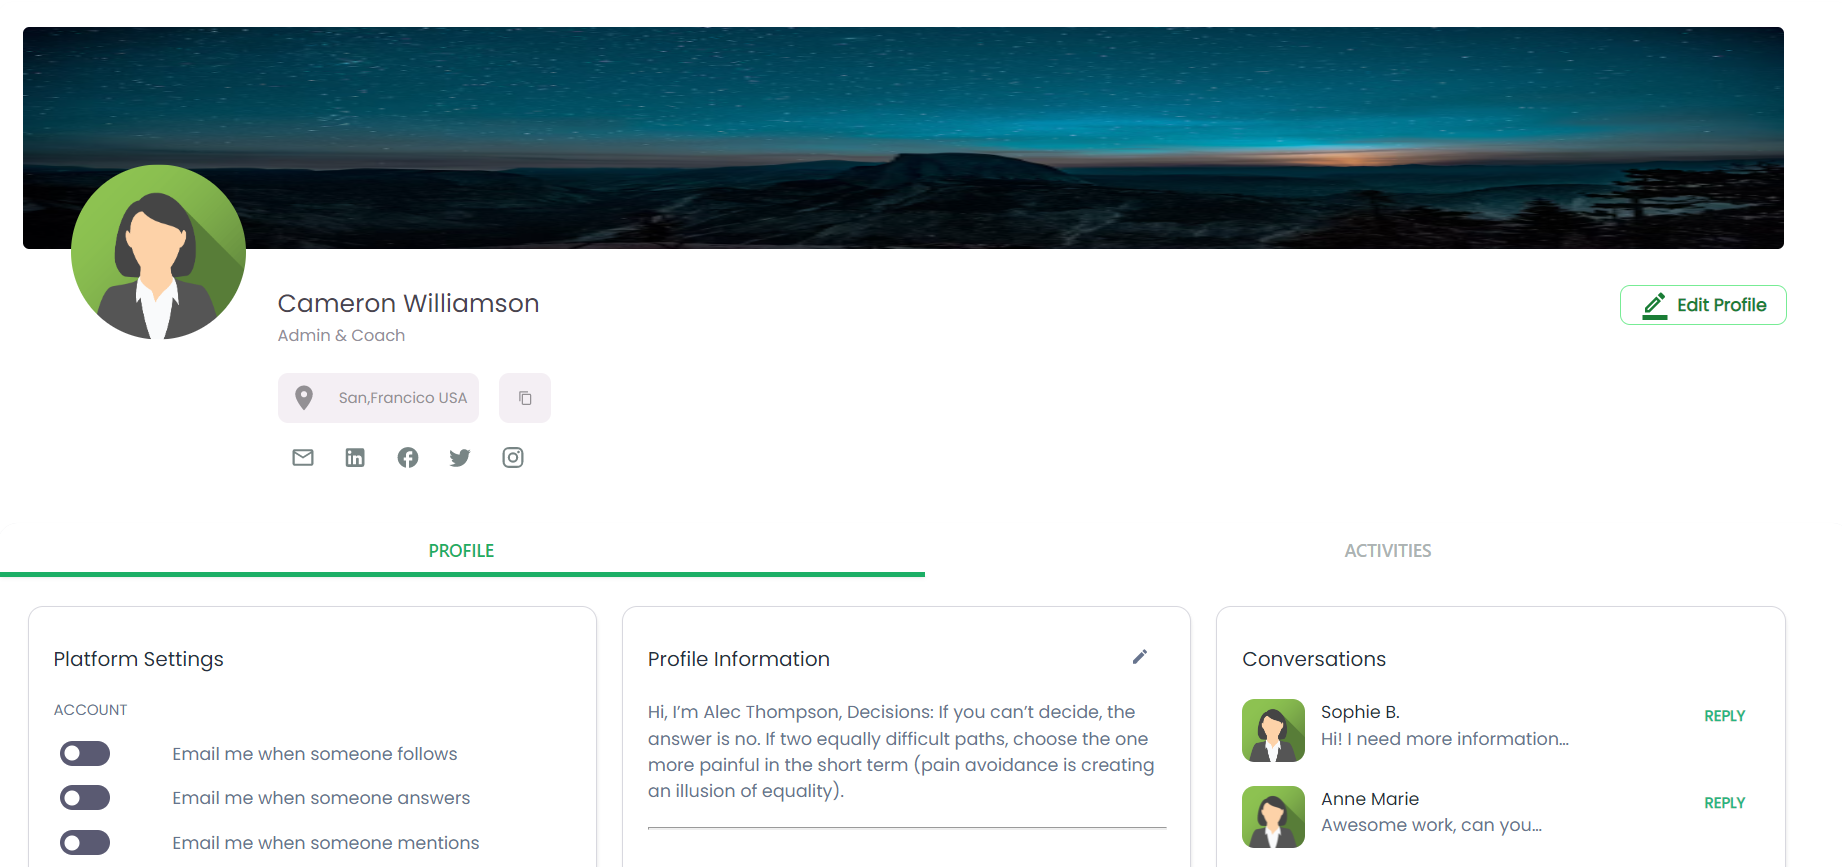 Cameron Williamson
Admin & Coach
Edit Profile
San,Francico USA
PROFILE
ACTIVITIES
Platform Settings
ACCOUNT
Email me when someone follows
Email me when someone answers
Email me when someone mentions
Profile Information
Hi, I’m Alec Thompson, Decisions: If you can’t decide, the
answer is no. If two equally difficult paths, choose the one
more painful in the short term (pain avoidance is creating
an illusion of equality).
Conversations
Sophie B.
Hi! I need more information...
REPLY
Anne Marie
Awesome work, can you...
REPLY